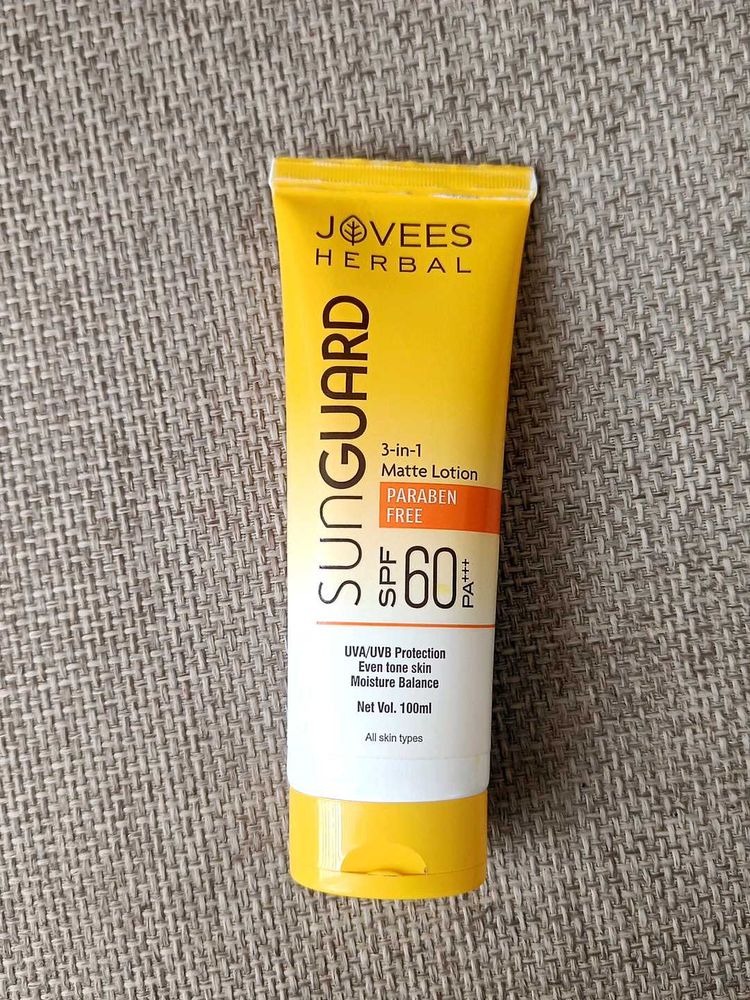 JOVEES
HERBAL
SUNGUARD
3-in-1
Matte Lotion
PARABEN
FREE
SPF 60 PA+++
UVA/UVB Protection
Even tone skin
Moisture Balance
Net Vol. 100ml
All skin types